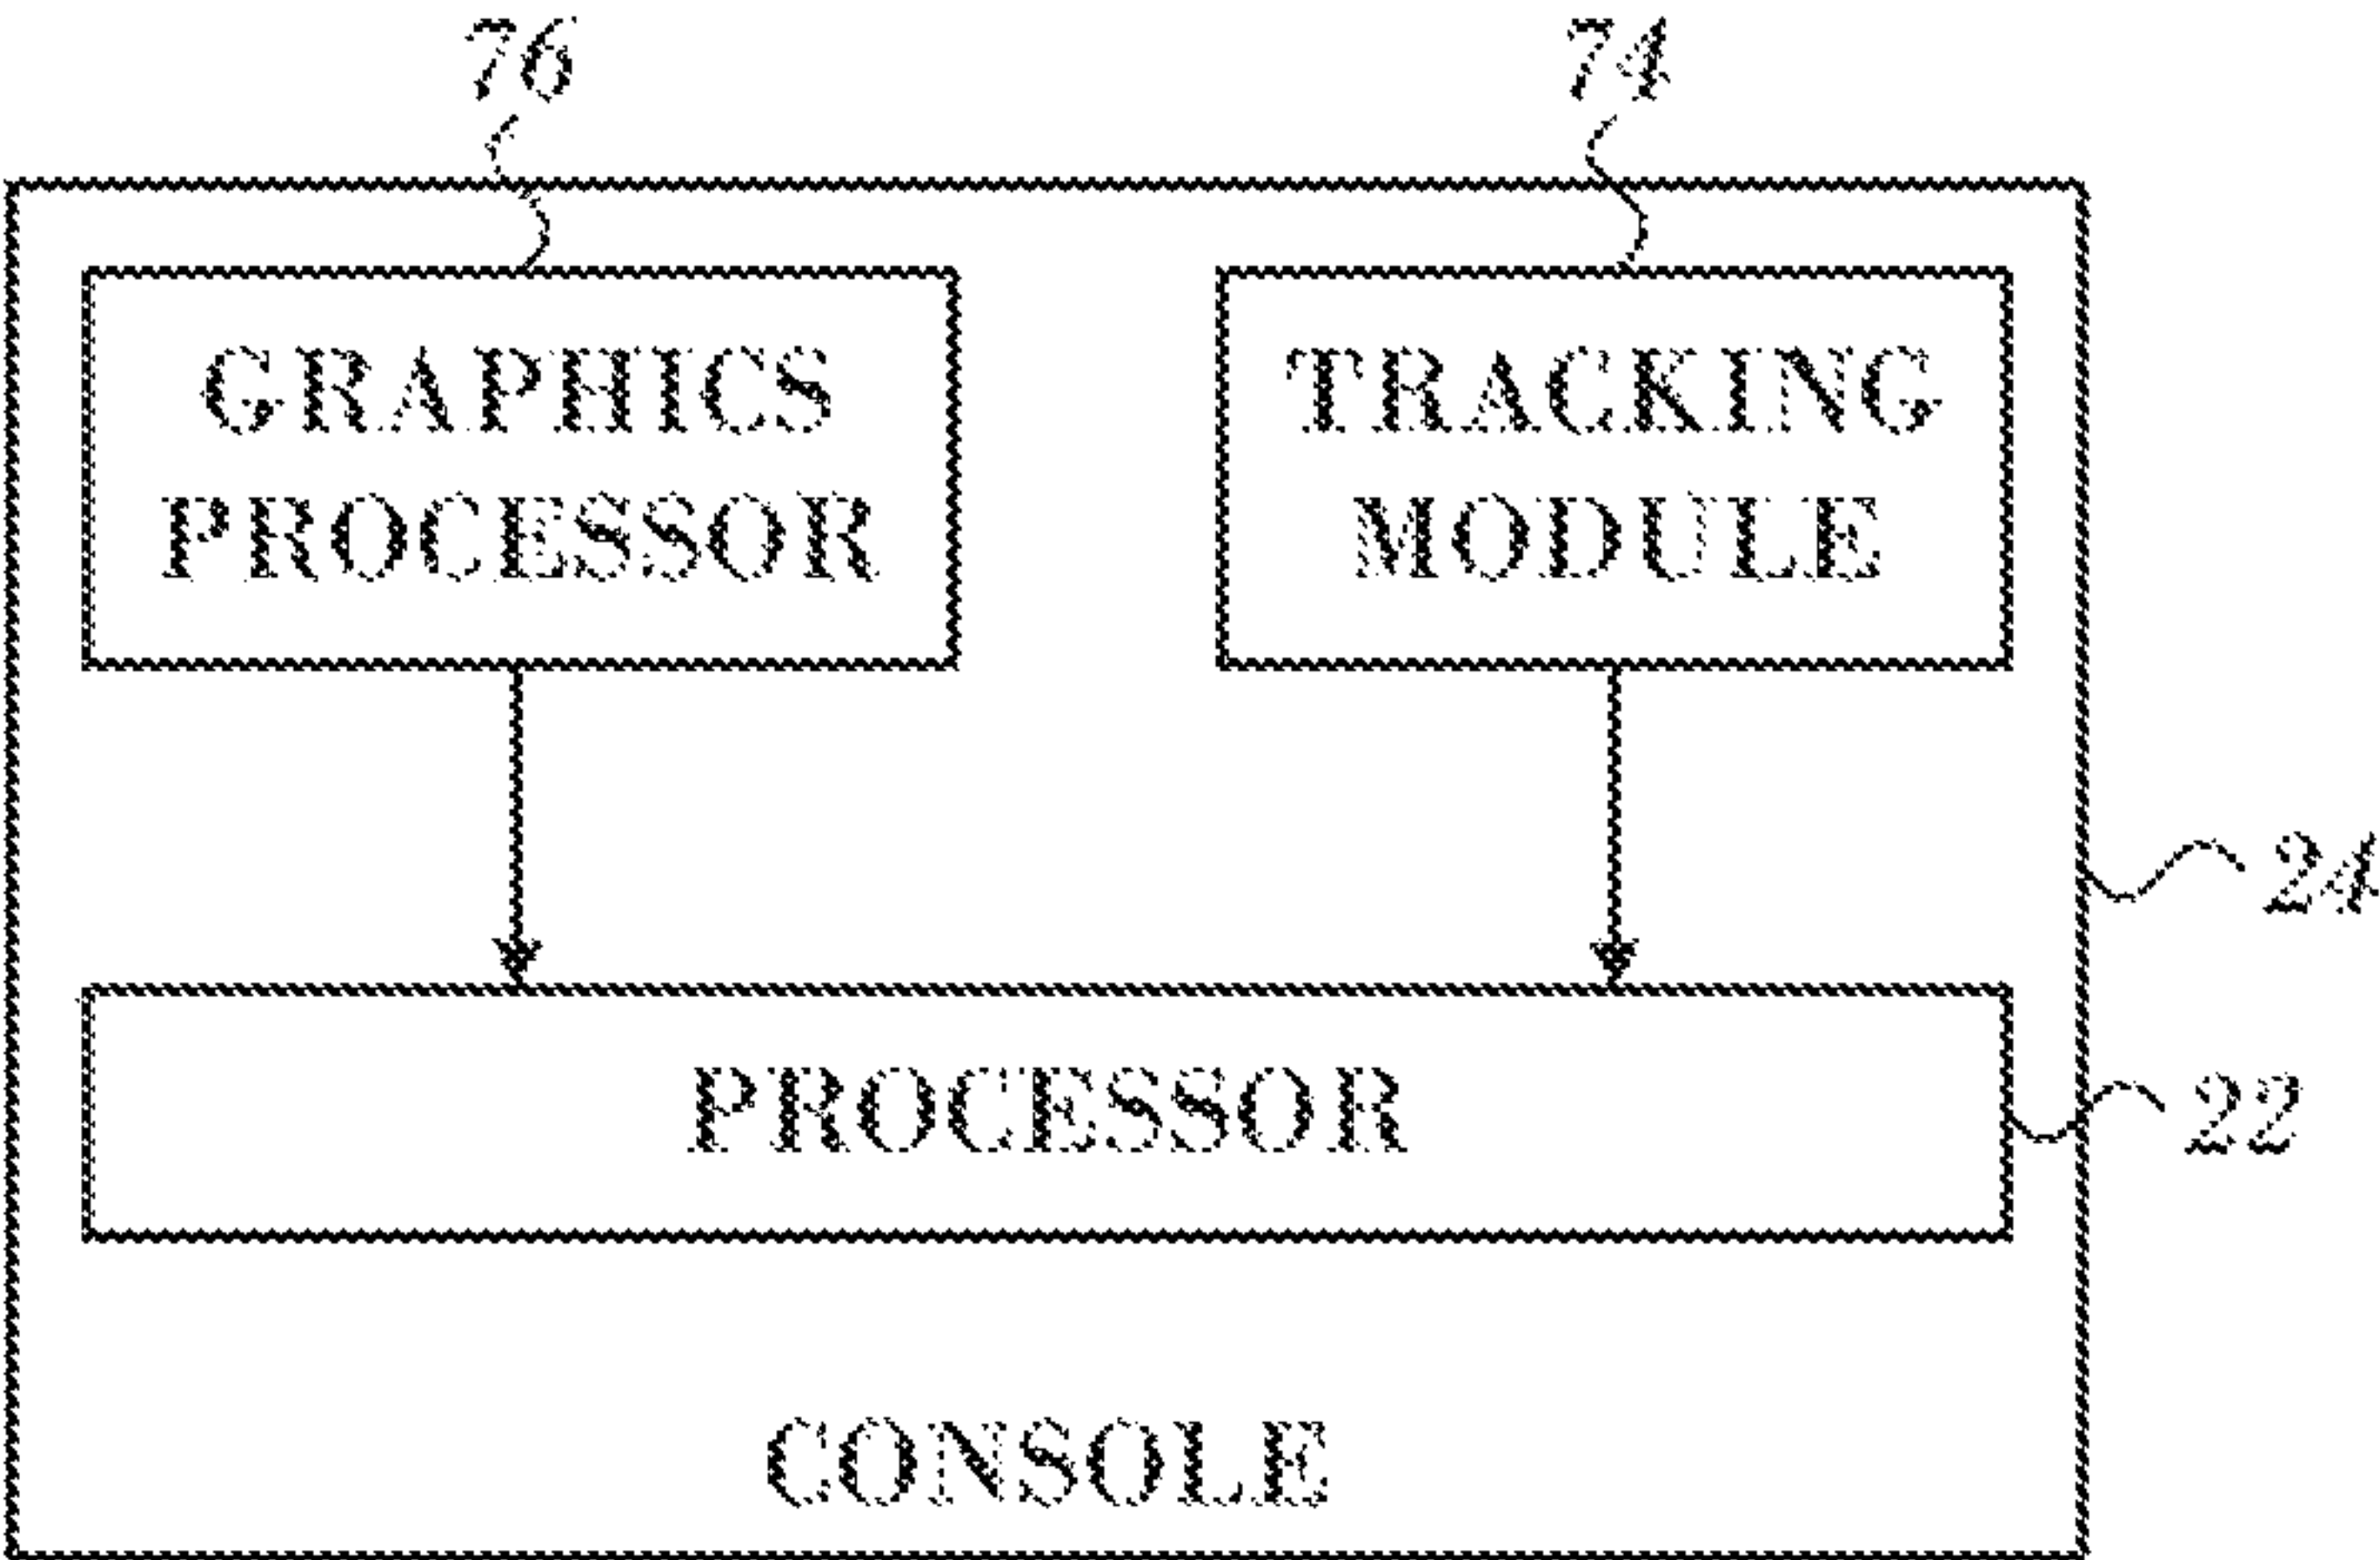 76
74
GRAPHICS
PROCESSOR
TRACKING
MODULE
24
PROCESSOR
22
CONSOLE